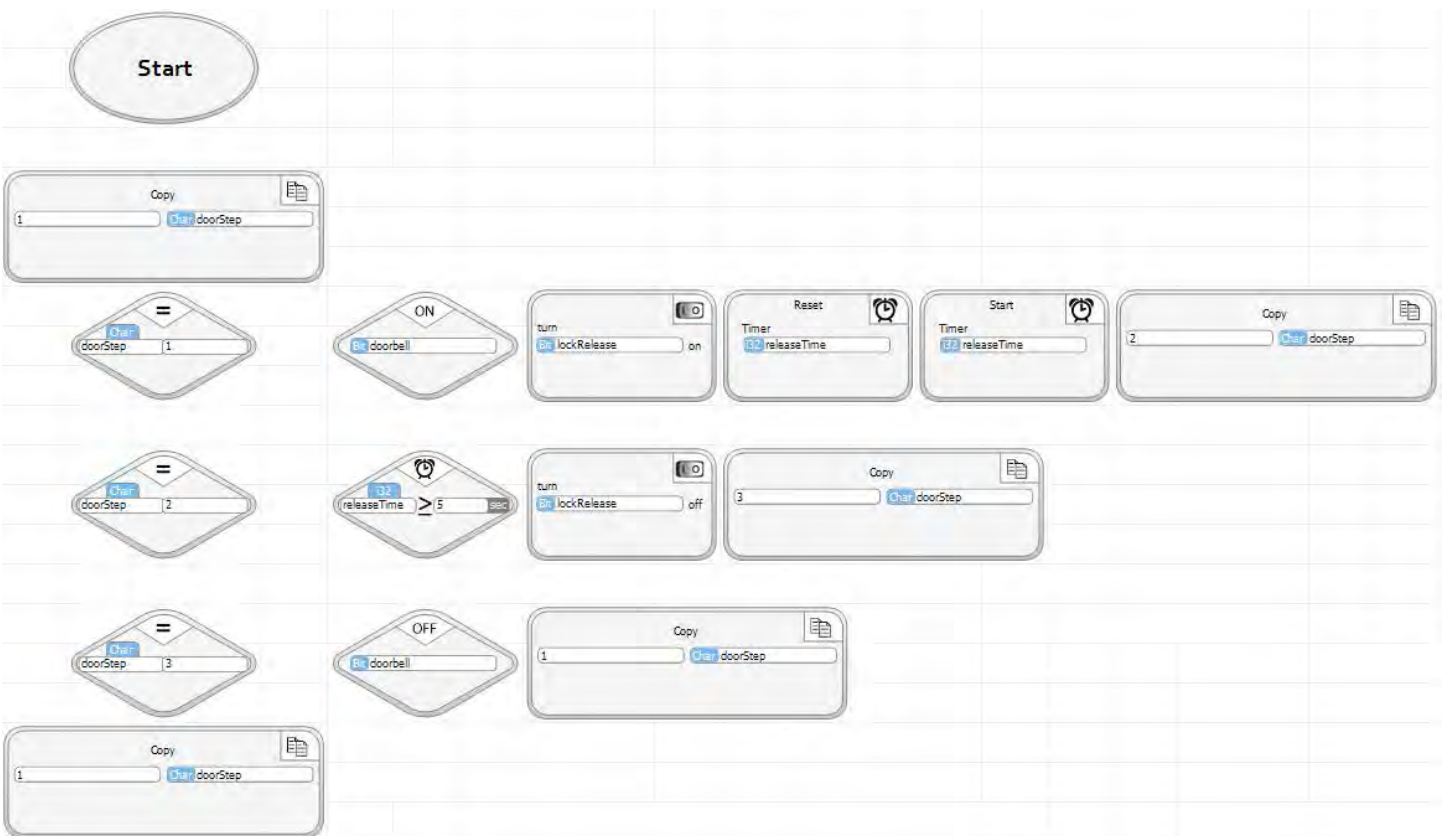 Start
Copy
1 Char doorStep
= ON
turn Reset Start Copy
Char Timer Timer
doorStep 1 Bit doorbell Bit lockRelease on I32 releaseTime I32 releaseTime 2 Char doorStep
= Copy
Char I32 turn
doorStep 2 releaseTime ≥ 5 sec Bit lockRelease off 3 Char doorStep
= OFF Copy
Char
doorStep 3 Bit doorbell 1 Char doorStep
Copy
1 Char doorStep